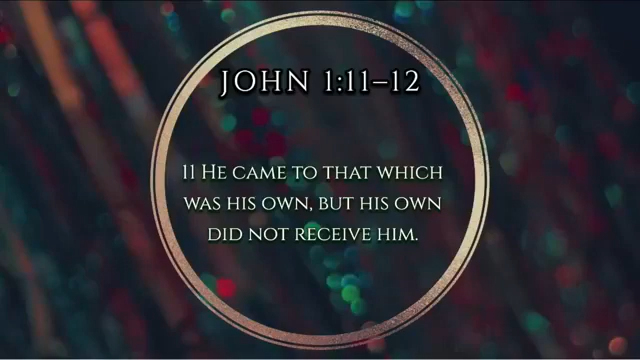 JOHN 1:11–12
11 He came to that which
was his own, but his own
did not receive him.